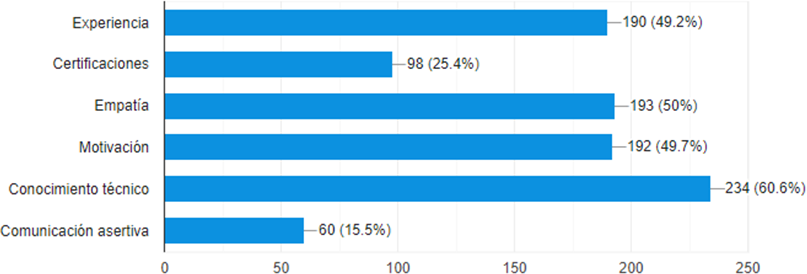 Experiencia 190 (49.2%)
Certificaciones 98 (25.4%)
Empatía 193 (50%)
Motivación 192 (49.7%)
Conocimiento técnico 234 (60.6%)
Comunicación asertiva 60 (15.5%)
0 50 100 150 200 250